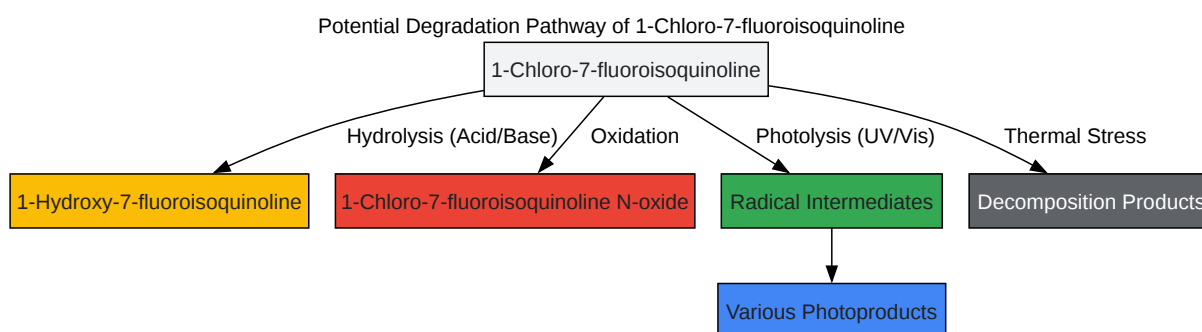 Potential Degradation Pathway of 1-Chloro-7-fluoroisoquinoline
1-Chloro-7-fluoroisoquinoline
Hydrolysis (Acid/Base)
Oxidation
Photolysis (UV/Vis)
Thermal Stress
1-Hydroxy-7-fluoroisoquinoline
1-Chloro-7-fluoroisoquinoline N-oxide
Radical Intermediates
Decomposition Products
Various Photoproducts